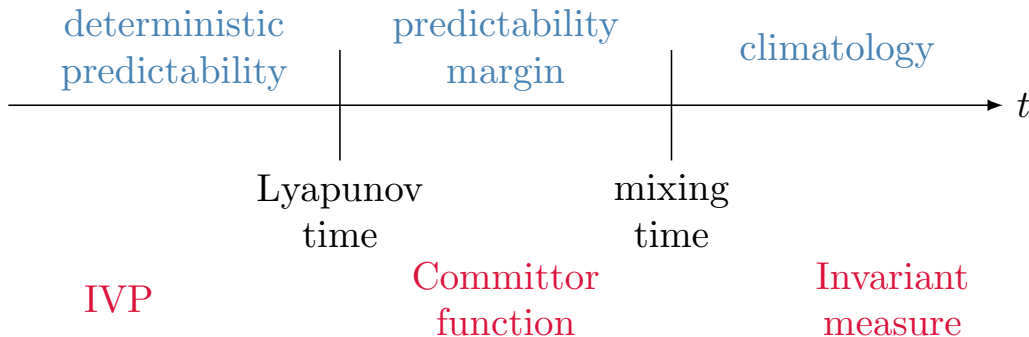 deterministic
predictability
predictability
margin
climatology
t
Lyapunov
time
mixing
time
IVP
Committor
function
Invariant
measure